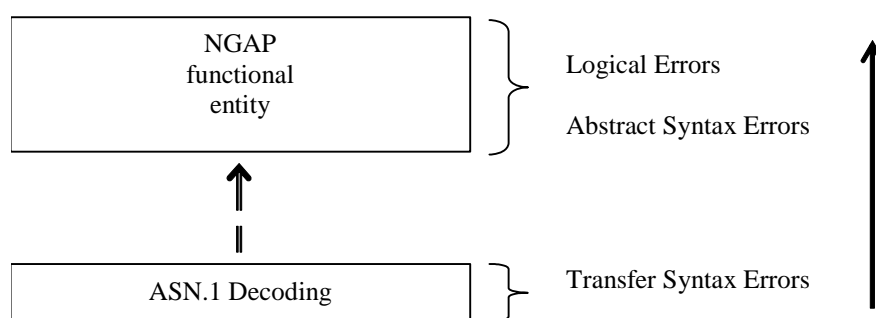 NGAP
functional
entity
Logical Errors
Abstract Syntax Errors
ASN.1 Decoding
Transfer Syntax Errors